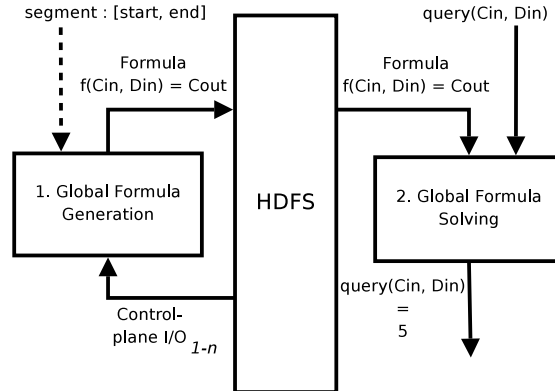 segment : [start, end]
query(Cin, Din)
Formula
f(Cin, Din) = Cout
Formula
f(Cin, Din) = Cout
1. Global Formula
Generation
HDFS
2. Global Formula
Solving
Control-
plane I/O 1-n
query(Cin, Din)
=
5